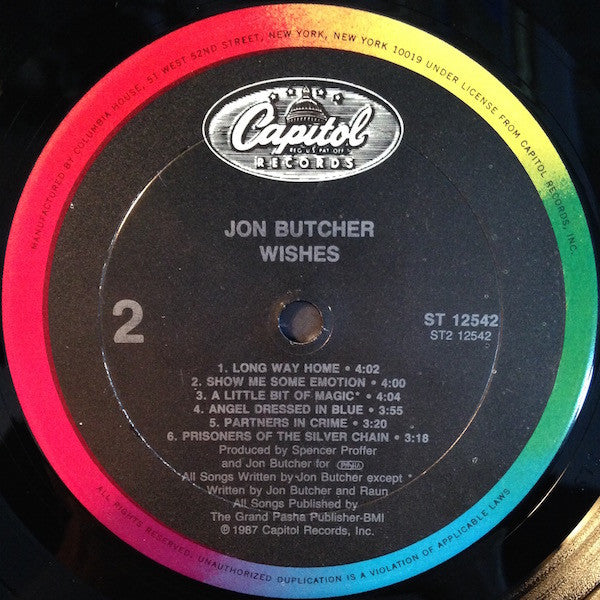 MANUFACTURED BY COLUMBIA HOUSE, 51 WEST 52ND STREET, NEW YORK, NEW YORK 10019 UNDER LICENSE FROM CAPITOL RECORDS, INC.
Capitol
REG. U.S. PAT. OFF.
RECORDS
JON BUTCHER
WISHES
2
ST 12542
ST2 12542
1. LONG WAY HOME • 4:02
2. SHOW ME SOME EMOTION • 4:00
3. A LITTLE BIT OF MAGIC* • 4:04
4. ANGEL DRESSED IN BLUE • 3:55
5. PARTNERS IN CRIME • 3:20
6. PRISONERS OF THE SILVER CHAIN • 3:18
Produced by Spencer Proffer
and Jon Butcher for
All Songs Written by Jon Butcher except *
Written by Jon Butcher and Raun
All Songs Published by
The Grand Pasha Publisher-BMI
© 1987 Capitol Records, Inc.
ALL RIGHTS RESERVED. UNAUTHORIZED DUPLICATION IS A VIOLATION OF APPLICABLE LAWS